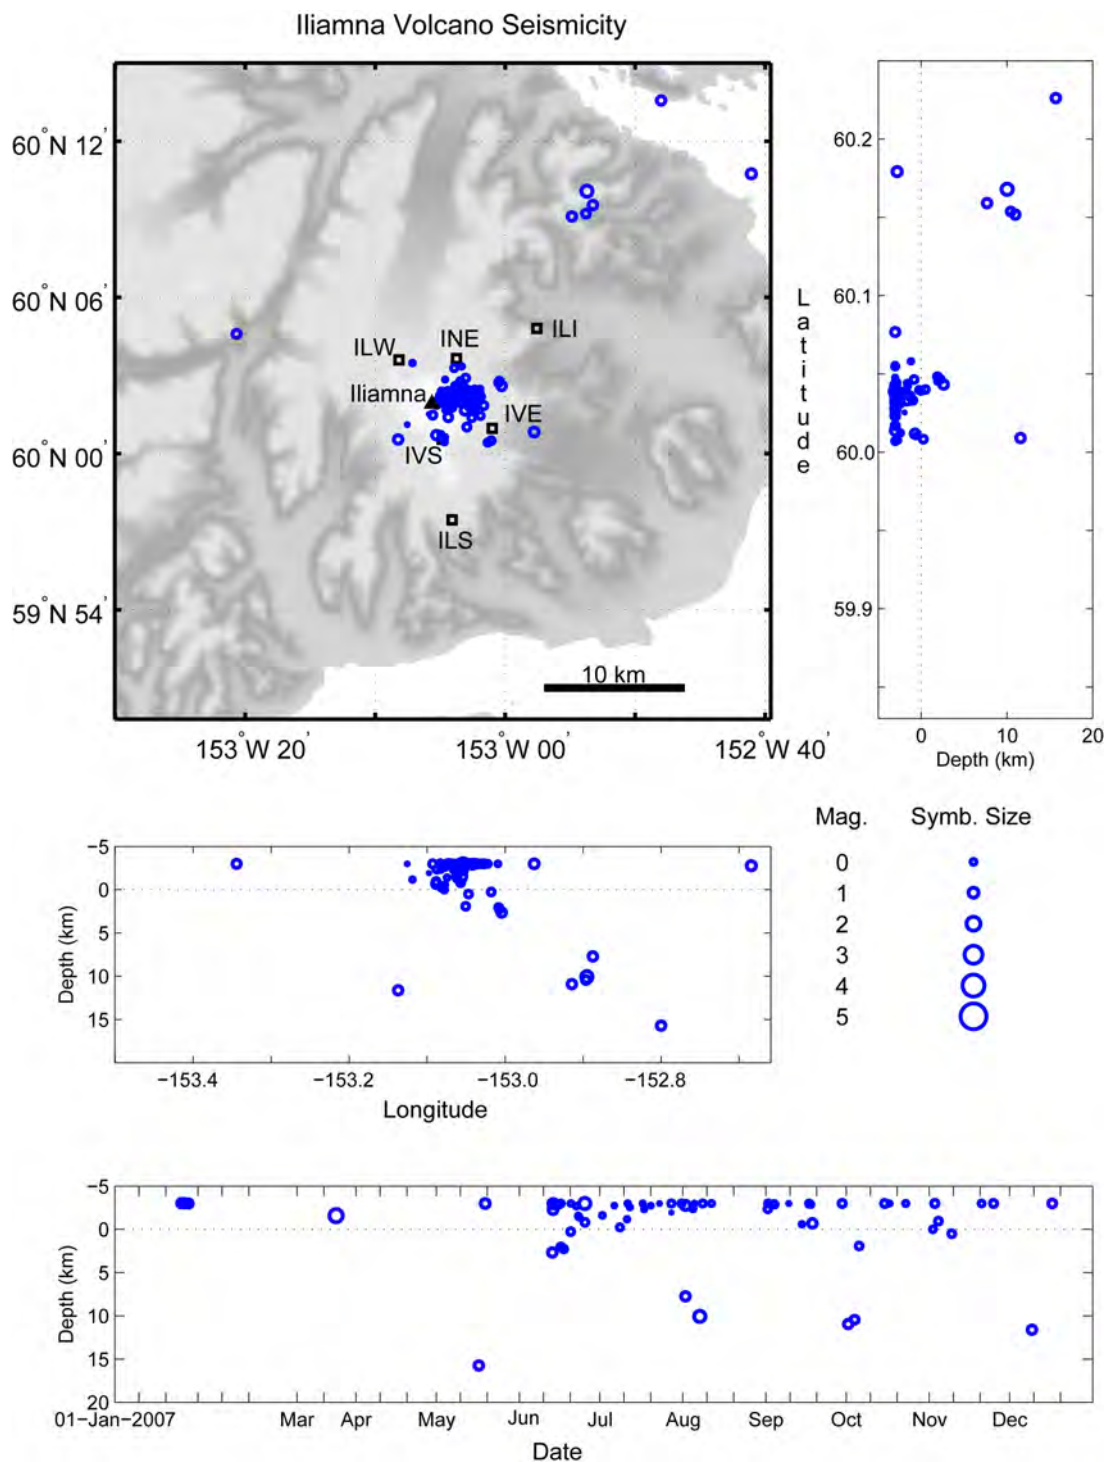 Iliamna Volcano Seismicity
60°N 12'
60°N 06'
60°N 00'
59°N 54'
ILW
INE
ILI
Iliamna
IVE
IVS
ILS
10 km
153°W 20'
153°W 00'
152°W 40'
Latitude
60.2
60.1
60.0
59.9
0 10 20
Depth (km)
Mag. Symb. Size
0
1
2
3
4
5
Depth (km)
−5
0
5
10
15
−153.4 −153.2 −153.0 −152.8
Longitude
Depth (km)
−5
0
5
10
15
20
01−Jan−2007 Mar Apr May Jun Jul Aug Sep Oct Nov Dec
Date